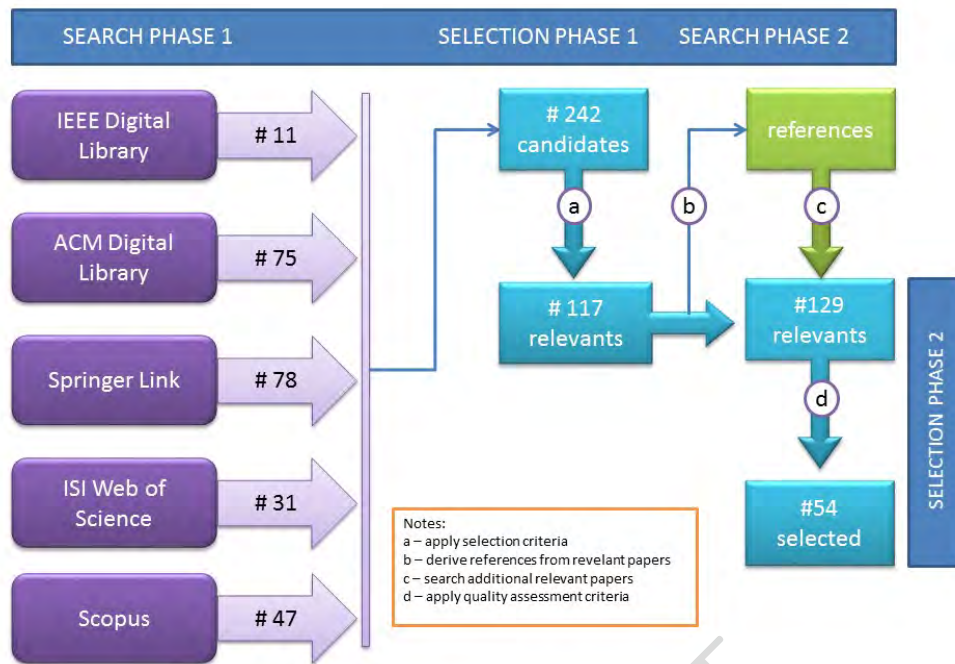 SEARCH PHASE 1
SELECTION PHASE 1
SEARCH PHASE 2
IEEE Digital
Library
# 11
ACM Digital
Library
# 75
Springer Link
# 78
ISI Web of
Science
# 31
Scopus
# 47
# 242
candidates
a
# 117
relevants
b
references
c
#129
relevants
d
#54
selected
SELECTION PHASE 2
Notes:
a – apply selection criteria
b – derive references from revelant papers
c – search additional relevant papers
d – apply quality assessment criteria